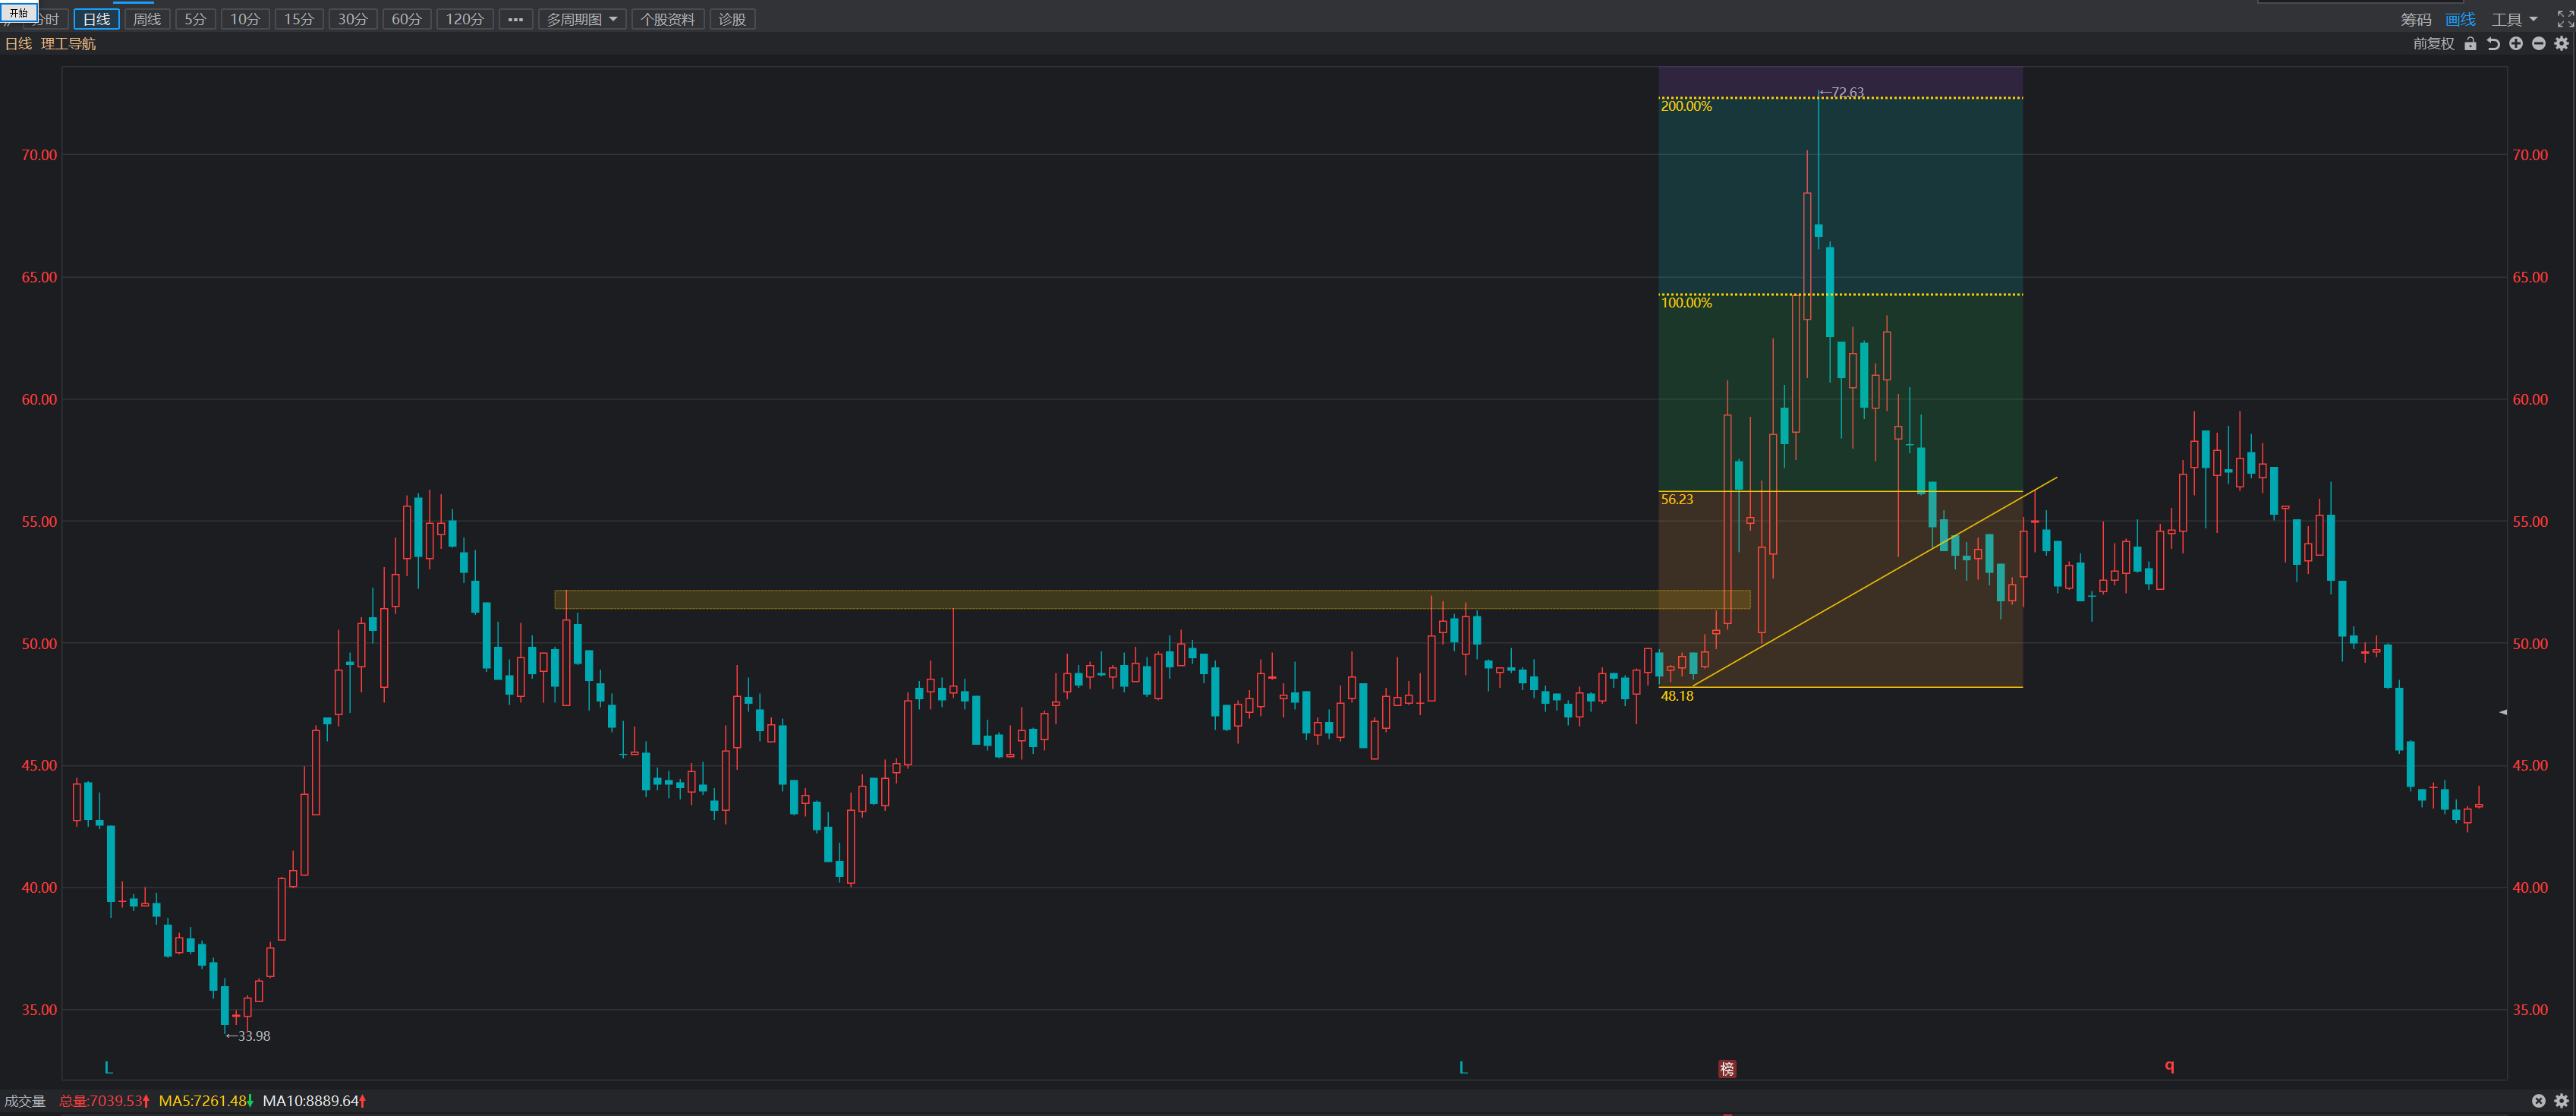 开始
分时 日线 周线 5分 10分 15分 30分 60分 120分 ••• 多周期图 个股资料 诊股 筹码 画线 工具
日线 理工导航 前复权
←72.63
200.00%
70.00 70.00
65.00 65.00
100.00%
60.00 60.00
56.23
55.00 55.00
50.00 50.00
48.18
45.00 45.00
40.00 40.00
35.00 35.00
←33.98
L L 榜 q
成交量 总量:7039.53↑ MA5:7261.48↓ MA10:8889.64↑